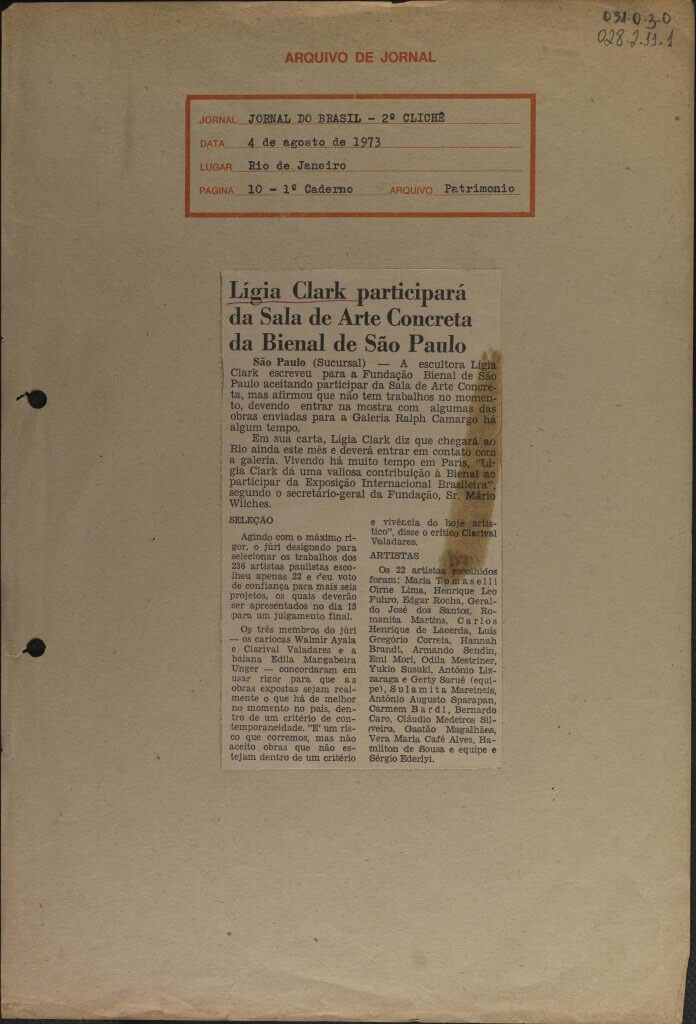 031.0.3.0
028.2.11.1
ARQUIVO DE JORNAL
JORNAL JORNAL DO BRASIL - 2º CLICHÊ
DATA 4 de agosto de 1973
LUGAR Rio de Janeiro
PAGINA 10 - 1º Caderno ARQUIVO Patrimonio
Lígia Clark participará
da Sala de Arte Concreta
da Bienal de São Paulo
São Paulo (Sucursal) — A escultora Lígia
Clark escreveu para a Fundação Bienal de São
Paulo aceitando participar da Sala de Arte Concre-
ta, mas afirmou que não tem trabalhos no momen-
to, devendo entrar na mostra com algumas das
obras enviadas para a Galeria Ralph Camargo há
algum tempo.
Em sua carta, Lígia Clark diz que chegará ao
Rio ainda este mês e deverá entrar em contato com
a galeria. Vivendo há muito tempo em Paris, "Lí-
gia Clark dá uma valiosa contribuição à Bienal ao
participar da Exposição Internacional Brasileira",
segundo o secretário-geral da Fundação, Sr. Mário
Wilches.
SELEÇÃO
Agindo com o máximo ri-
gor, o júri designado para
selecionar os trabalhos dos
236 artistas paulistas esco-
lheu apenas 22 e deu voto
de confiança para mais seis
projetos, os quais deverão
ser apresentados no dia 15
para um julgamento final.
Os três membros do júri
— os cariocas Walmir Ayala
e Clarival Valadares e a
baiana Edila Mangabeira
Unger — concordaram em
usar rigor para que as
obras expostas sejam real-
mente o que há de melhor
no momento no país, den-
tro de um critério de con-
temporaneidade. "E' um ris-
co que corremos, mas não
aceito obras que não es-
tejam dentro de um critério
e vivência do hoje artís-
tico", disse o crítico Clarival
Valadares.
ARTISTAS
Os 22 artistas escolhidos
foram: Maria Tomaselli
Cirne Lima, Henrique Leo
Fuhro, Edgar Rocha, Geral-
do José dos Santos, Ro-
manita Martins, Carlos
Henrique de Lacerda, Luís
Gregório Correia, Hannah
Brandt, Armando Sendin,
Emi Mori, Odila Mestriner,
Yukio Susuki, Antônio Liz-
zaraga e Gerty Saruê (equi-
pe), Sulamita Mareineis,
Antônio Augusto Sparapan,
Carmem Bardi, Bernardo
Caro, Cláudio Medeiros Sil-
rveiro, Gastão Magalhães,
Vera Maria Café Alves, Ha-
mliton de Sousa e equipe e
Sérgio Ederlyi.